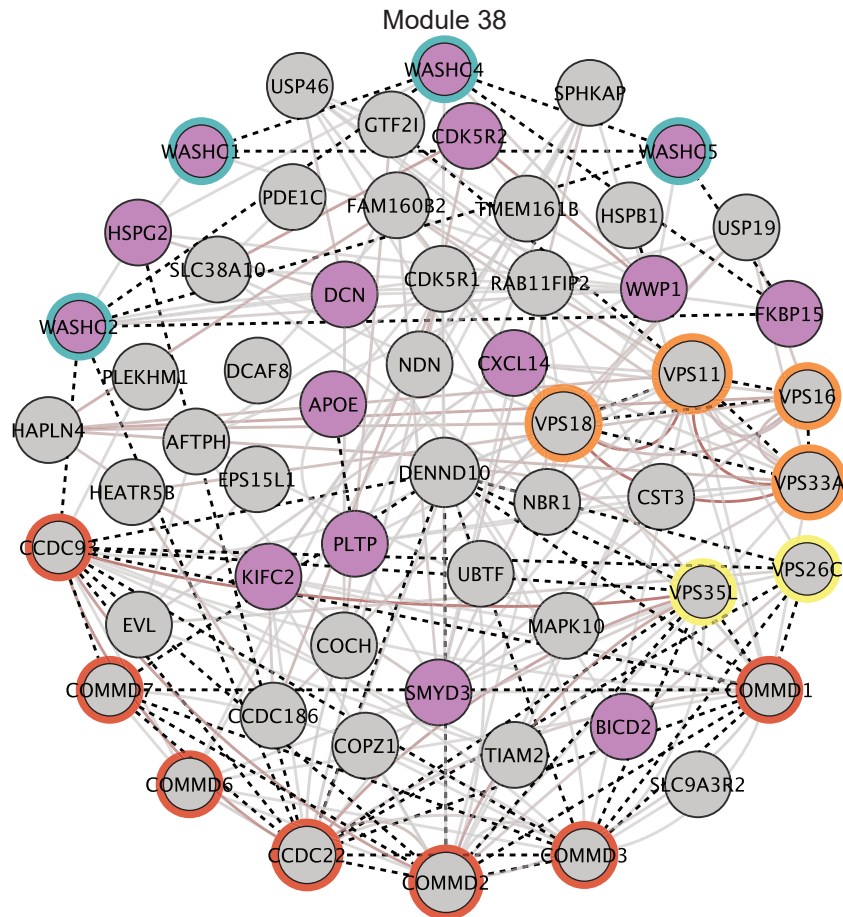 Module 38
WASHC4
USP46
SPHKAP
GTF2I
CDK5R2
WASHC1
WASHC5
PDE1C
FAM160B2
TMEM161B
HSPB1
USP19
HSPG2
SLC38A10
CDK5R1
RAB11FIP2
DCN
WWP1
FKBP15
WASHC2
NDN
CXCL14
VPS11
PLEKHM1
DCAF8
VPS16
APOE
VPS18
HAPLN4
AFTPH
DENND10
HEATR5B
EPS15L1
NBR1
CST3
VPS33A
CCDC93
PLTP
KIFC2
UBTF
VPS26C
VPS35L
EVL
MAPK10
COCH
COMMD7
SMYD3
COMMD1
CCDC186
BICD2
COPZ1
TIAM2
COMMD6
SLC9A3R2
CCDC22
COMMD2
COMMD3